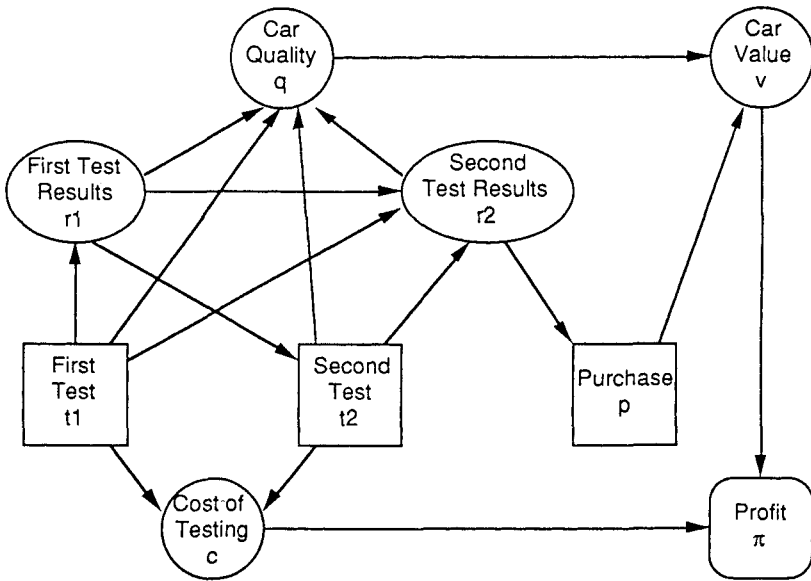 Car
Quality
q
Car
Value
v
First Test
Results
r1
Second
Test Results
r2
First
Test
t1
Second
Test
t2
Purchase
p
Cost of
Testing
c
Profit
π